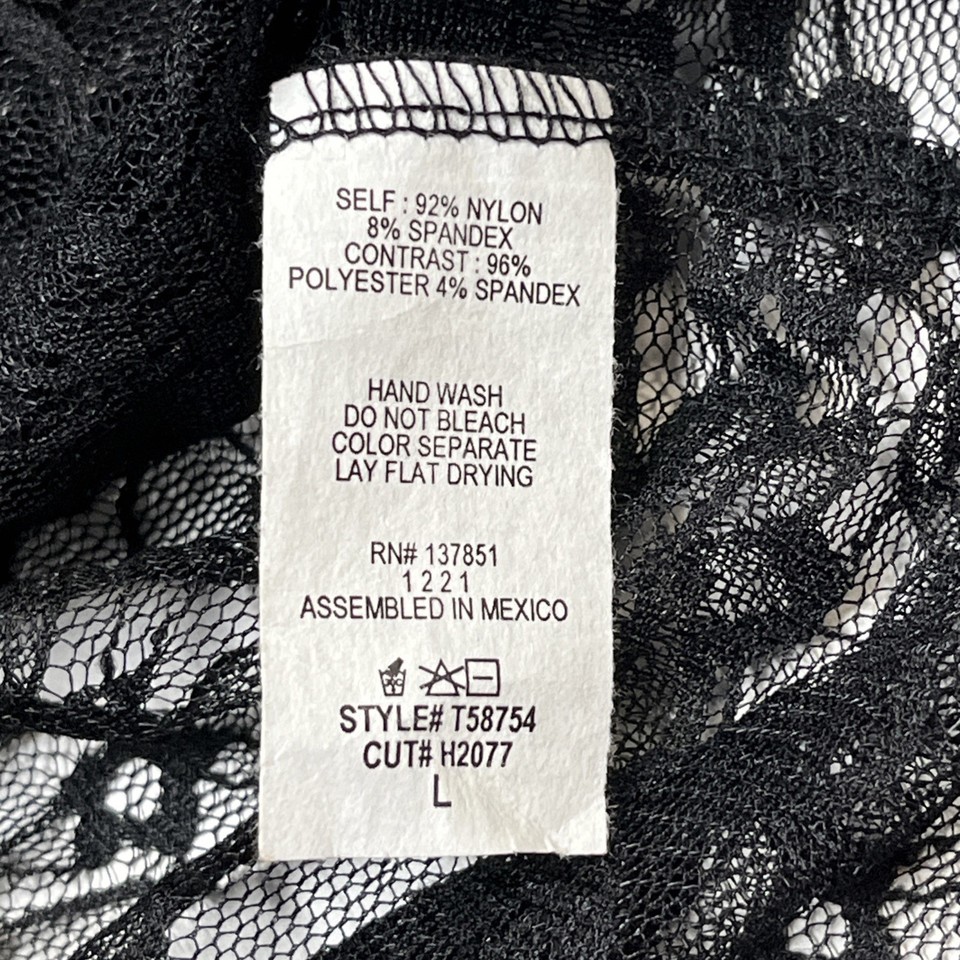 SELF : 92% NYLON
8% SPANDEX
CONTRAST : 96%
POLYESTER 4% SPANDEX
HAND WASH
DO NOT BLEACH
COLOR SEPARATE
LAY FLAT DRYING
RN# 137851
1 2 2 1
ASSEMBLED IN MEXICO
STYLE# T58754
CUT# H2077
L